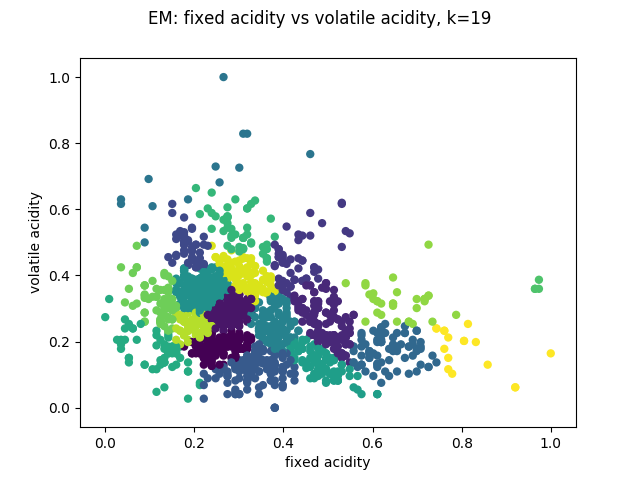 EM: fixed acidity vs volatile acidity, k=19
1.0
0.8
0.6
0.4
0.2
0.0
volatile acidity
0.0 0.2 0.4 0.6 0.8 1.0
fixed acidity